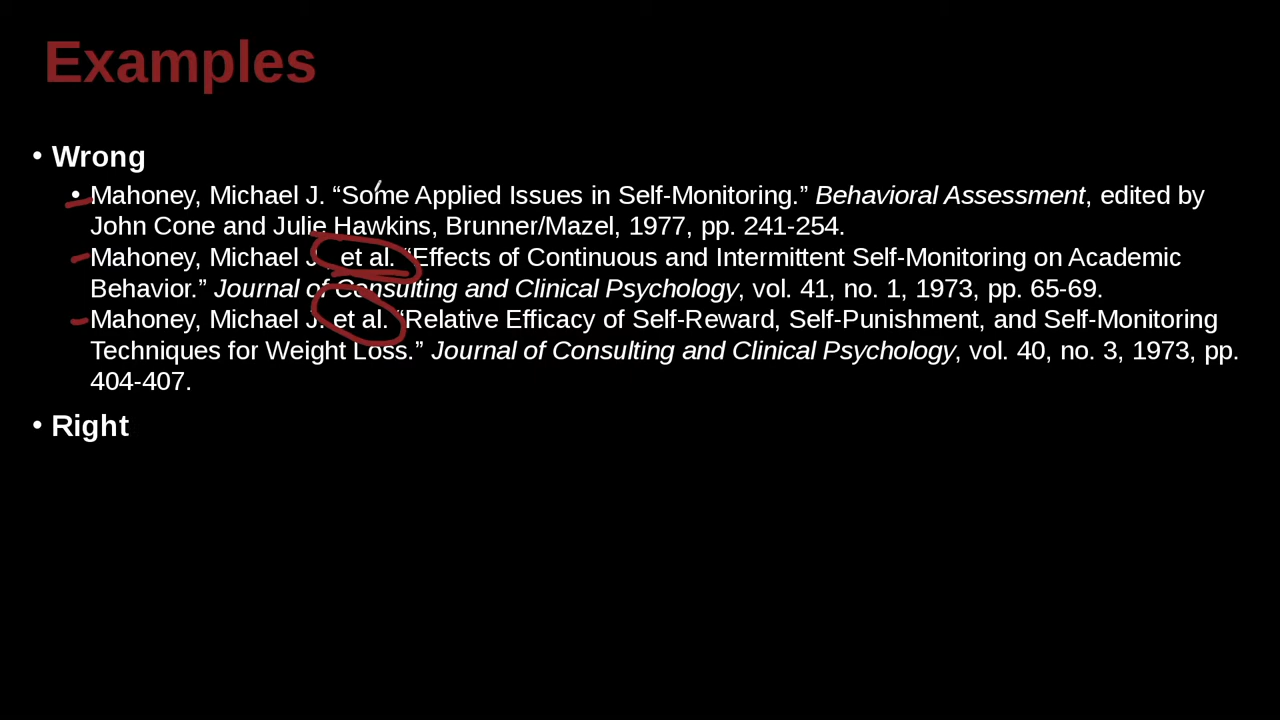 Examples
• Wrong
• Mahoney, Michael J. “Some Applied Issues in Self-Monitoring.” Behavioral Assessment, edited by
John Cone and Julie Hawkins, Brunner/Mazel, 1977, pp. 241-254.
Mahoney, Michael J., et al. “Effects of Continuous and Intermittent Self-Monitoring on Academic
Behavior.” Journal of Consulting and Clinical Psychology, vol. 41, no. 1, 1973, pp. 65-69.
Mahoney, Michael J. et al. “Relative Efficacy of Self-Reward, Self-Punishment, and Self-Monitoring
Techniques for Weight Loss.” Journal of Consulting and Clinical Psychology, vol. 40, no. 3, 1973, pp.
404-407.
• Right